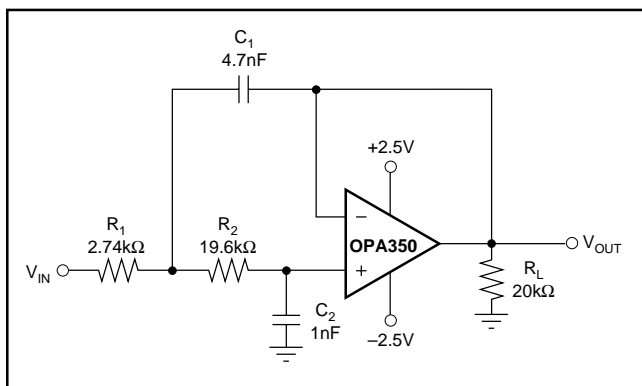 C1
4.7nF
+2.5V
R1
2.74kΩ
R2
19.6kΩ
−
OPA350
+
VIN
VOUT
RL
20kΩ
C2
1nF
–2.5V